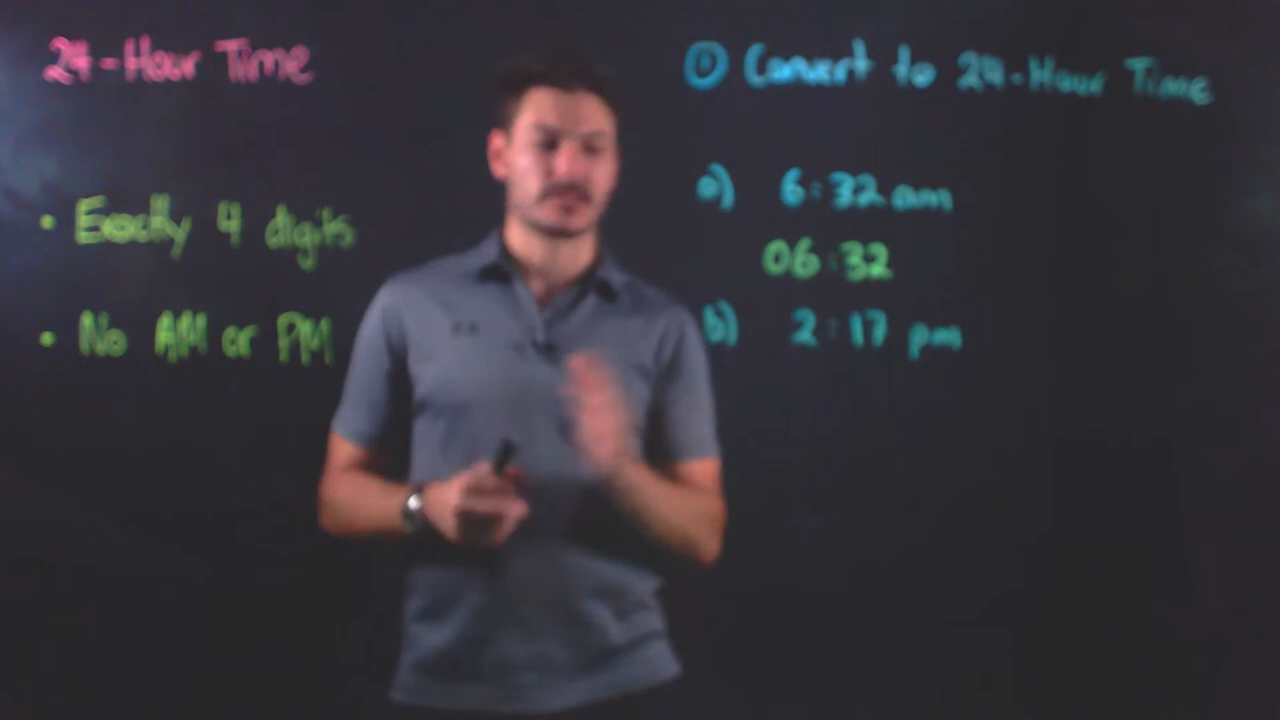 24-Hour Time
• Exactly 4 digits
• No AM or PM
① Convert to 24-Hour Time
a) 6:32 am
06:32
b) 2:17 pm